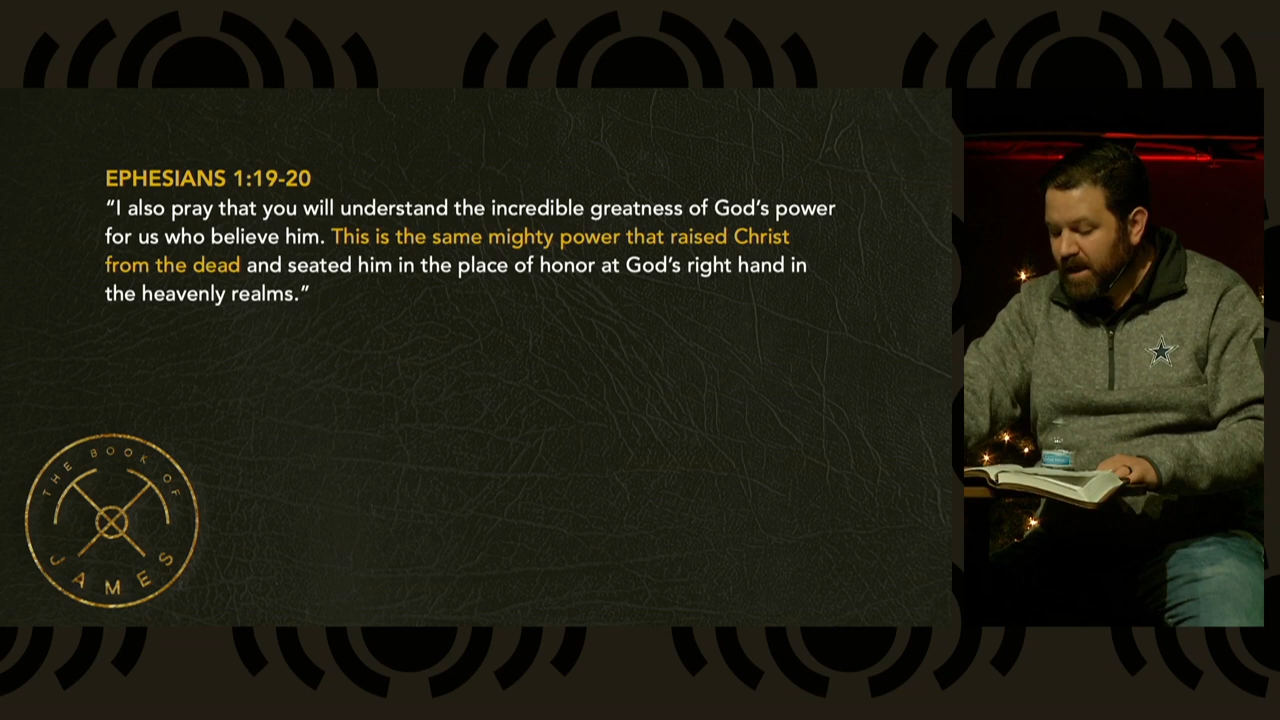 EPHESIANS 1:19-20
“I also pray that you will understand the incredible greatness of God’s power
for us who believe him. This is the same mighty power that raised Christ
from the dead and seated him in the place of honor at God’s right hand in
the heavenly realms.”
THE BOOK OF
JAMES